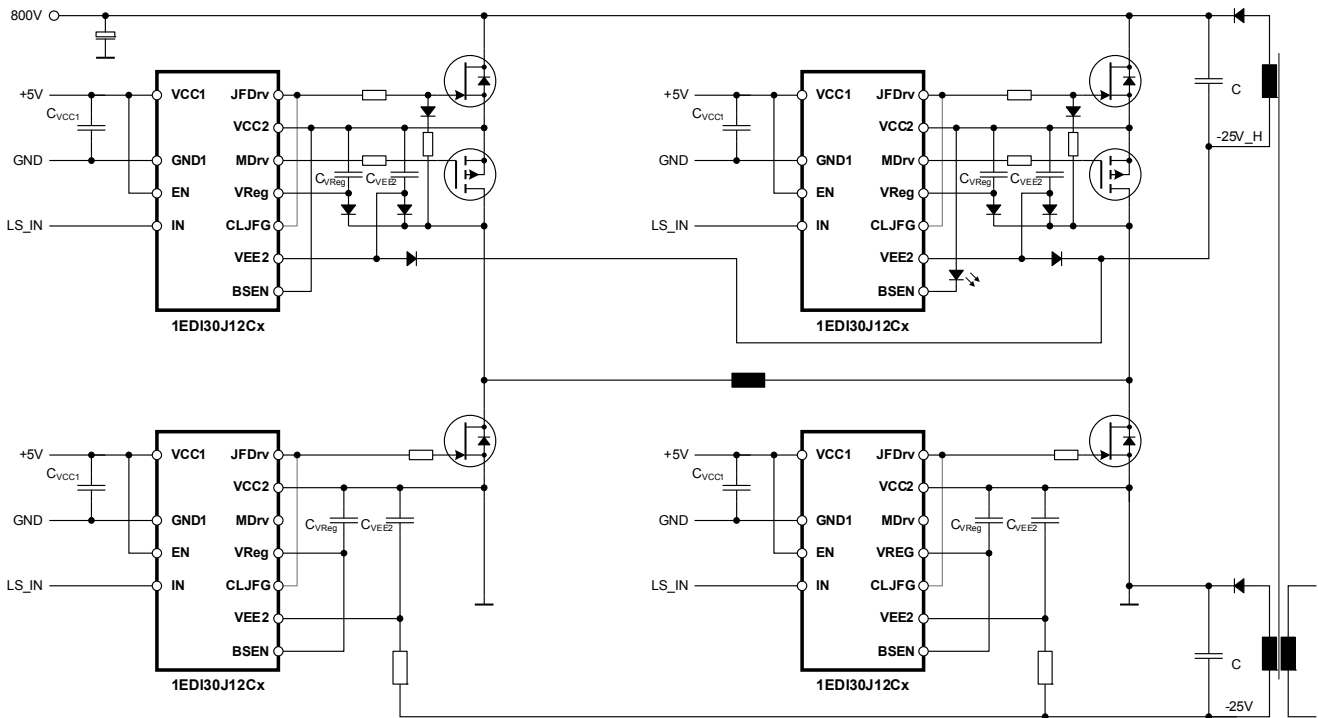 800V
+5V
CVCC1
GND
LS_IN
VCC1
GND1
EN
IN
JFDrv
VCC2
MDrv
VReg
CLJFG
VEE2
BSEN
CVReg
CVEE2
1EDI30J12Cx
+5V
CVCC1
GND
LS_IN
VCC1
GND1
EN
IN
JFDrv
VCC2
MDrv
VReg
CLJFG
VEE2
BSEN
CVReg
CVEE2
1EDI30J12Cx
C
-25V_H
+5V
CVCC1
GND
LS_IN
VCC1
GND1
EN
IN
JFDrv
VCC2
MDrv
VReg
CLJFG
VEE2
BSEN
CVReg
CVEE2
1EDI30J12Cx
+5V
CVCC1
GND
LS_IN
VCC1
GND1
EN
IN
JFDrv
VCC2
MDrv
VREG
CLJFG
VEE2
BSEN
CVReg
CVEE2
1EDI30J12Cx
C
-25V